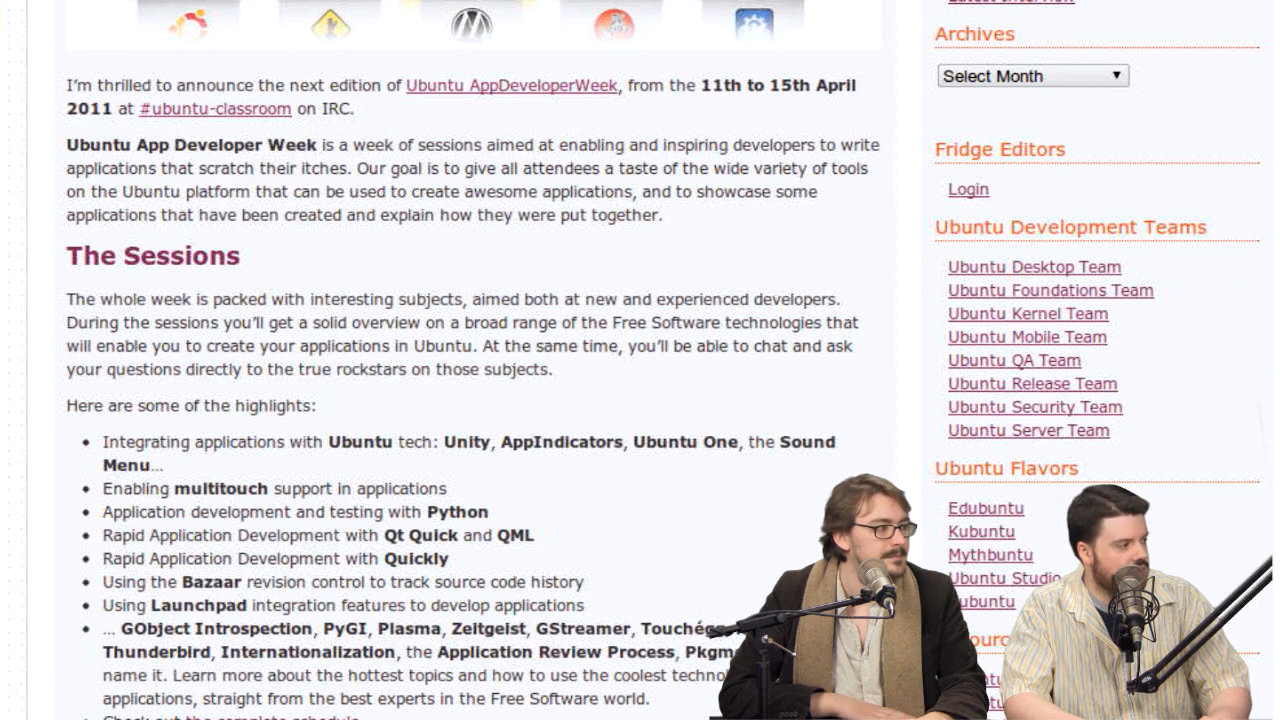 I'm thrilled to announce the next edition of Ubuntu AppDeveloperWeek, from the 11th to 15th April
2011 at #ubuntu-classroom on IRC.
Ubuntu App Developer Week is a week of sessions aimed at enabling and inspiring developers to write
applications that scratch their itches. Our goal is to give all attendees a taste of the wide variety of tools
on the Ubuntu platform that can be used to create awesome applications, and to showcase some
applications that have been created and explain how they were put together.
The Sessions
The whole week is packed with interesting subjects, aimed both at new and experienced developers.
During the sessions you'll get a solid overview on a broad range of the Free Software technologies that
will enable you to create your applications in Ubuntu. At the same time, you'll be able to chat and ask
your questions directly to the true rockstars on those subjects.
Here are some of the highlights:
• Integrating applications with Ubuntu tech: Unity, AppIndicators, Ubuntu One, the Sound
Menu...
• Enabling multitouch support in applications
• Application development and testing with Python
• Rapid Application Development with Qt Quick and QML
• Rapid Application Development with Quickly
• Using the Bazaar revision control to track source code history
• Using Launchpad integration features to develop applications
• ... GObject Introspection, PyGI, Plasma, Zeitgeist, GStreamer,
Thunderbird, Internationalization, the Application Review Process,
name it. Learn more about the hottest topics and how to use the coolest
applications, straight from the best experts in the Free Software world.
Check out the complete schedule
Archives
Select Month
Fridge Editors
Login
Ubuntu Development Teams
Ubuntu Desktop Team
Ubuntu Foundations Team
Ubuntu Kernel Team
Ubuntu Mobile Team
Ubuntu QA Team
Ubuntu Release Team
Ubuntu Security Team
Ubuntu Server Team
Ubuntu Flavors
Edubuntu
Kubuntu
Mythbuntu
Ubuntu Studio